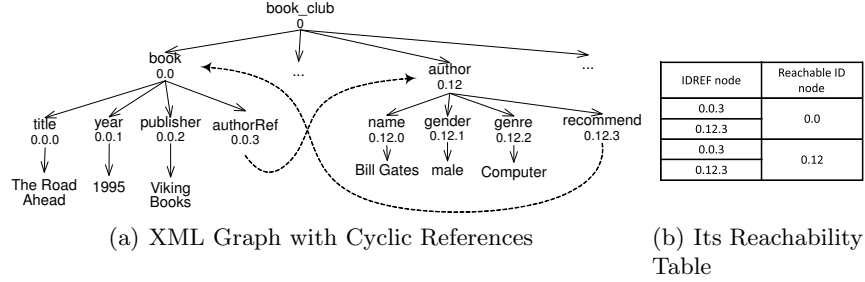 book_club
0
book
0.0
...
author
0.12
...
title
0.0.0
year
0.0.1
publisher
0.0.2
authorRef
0.0.3
name
0.12.0
gender
0.12.1
genre
0.12.2
recommend
0.12.3
The Road
Ahead
1995
Viking
Books
Bill Gates
male
Computer
IDREF node
Reachable ID
node
0.0.3
0.0
0.12.3
0.0.3
0.12
0.12.3
(a) XML Graph with Cyclic References
(b) Its Reachability
Table